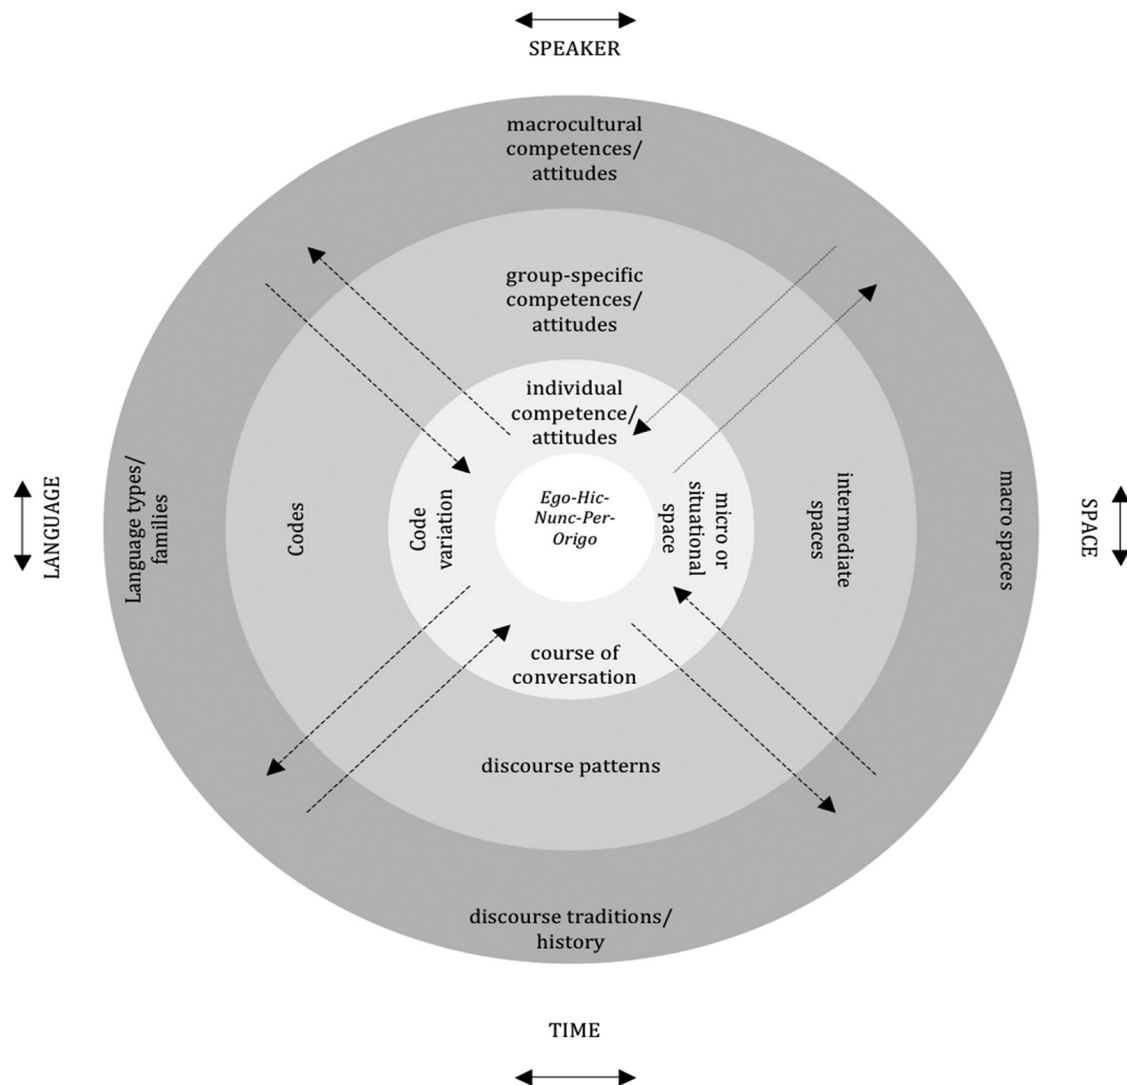 SPEAKER
macrocultural
competences/
attitudes
group-specific
competences/
attitudes
individual
competence/
attitudes
LANGUAGE
Language types/
families
Codes
Code
variation
Ego-Hic-
Nunc-Per-
Origo
micro or
situational
space
intermediate
spaces
macro spaces
SPACE
course of
conversation
discourse patterns
discourse traditions/
history
TIME